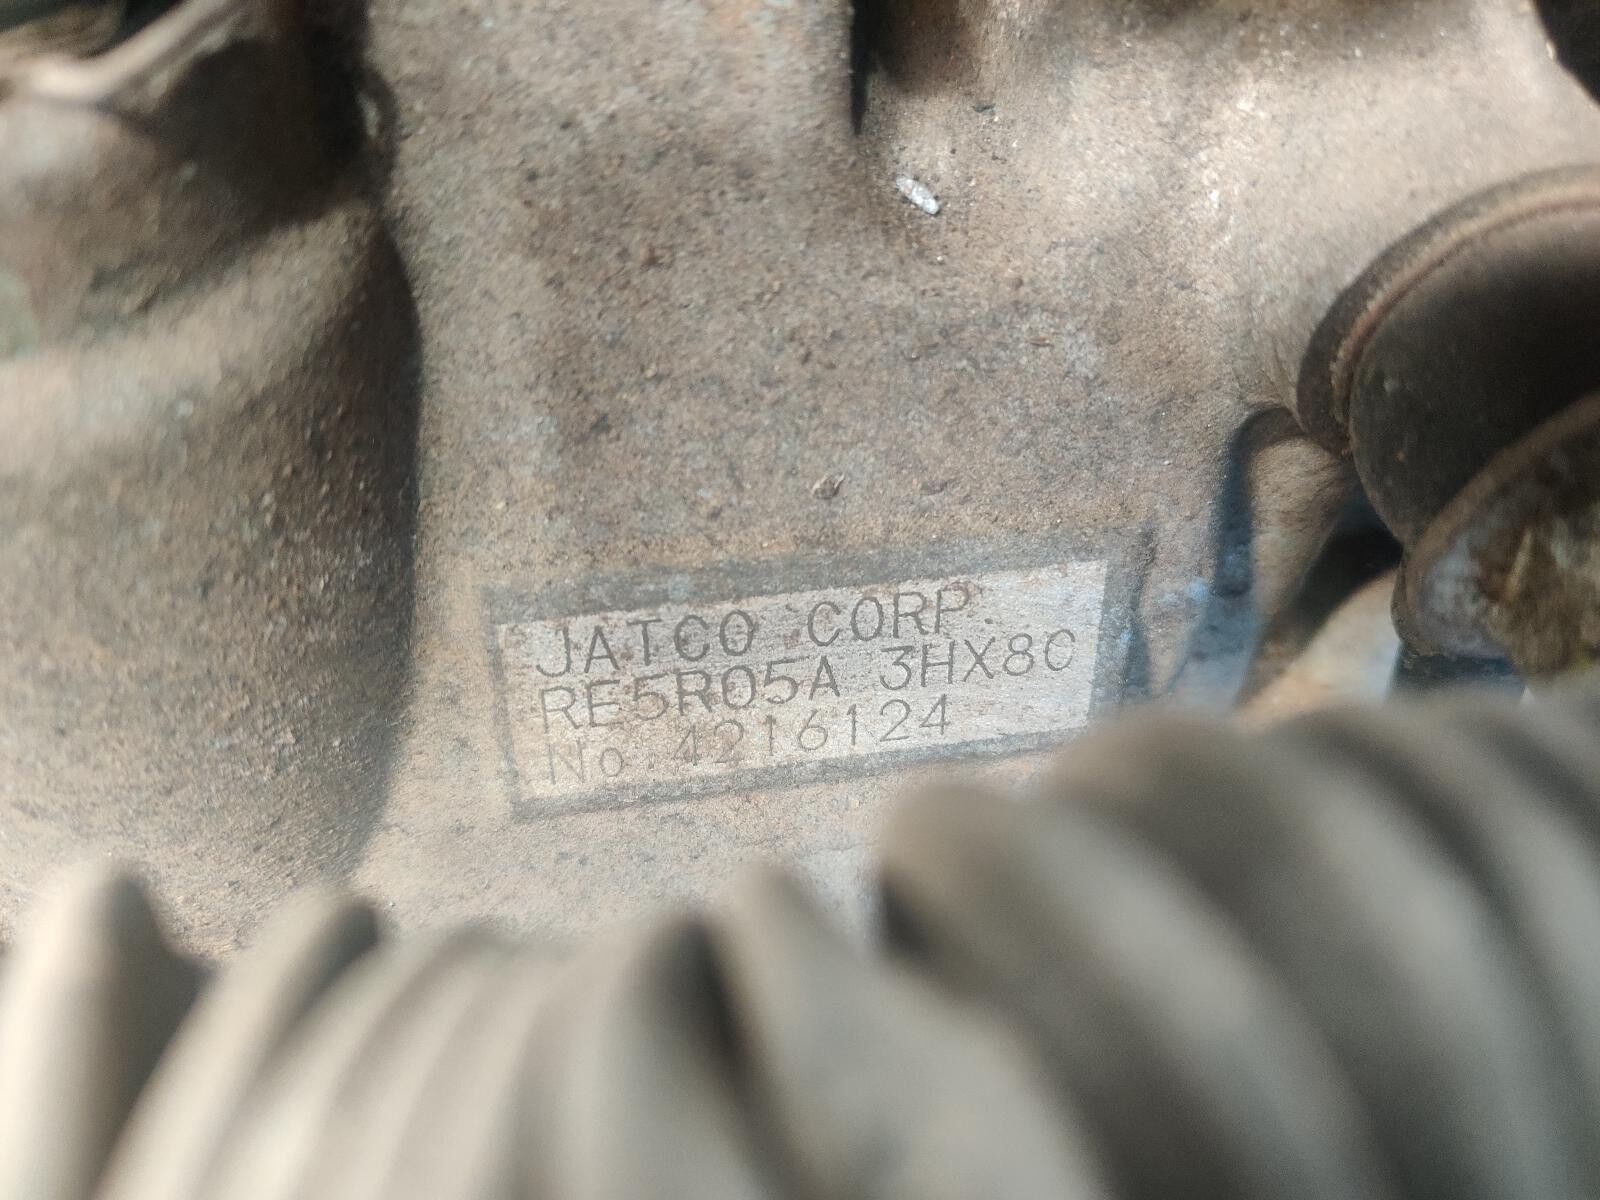 JATCO CORP.
RE5R05A 3HX8C
No.4216124